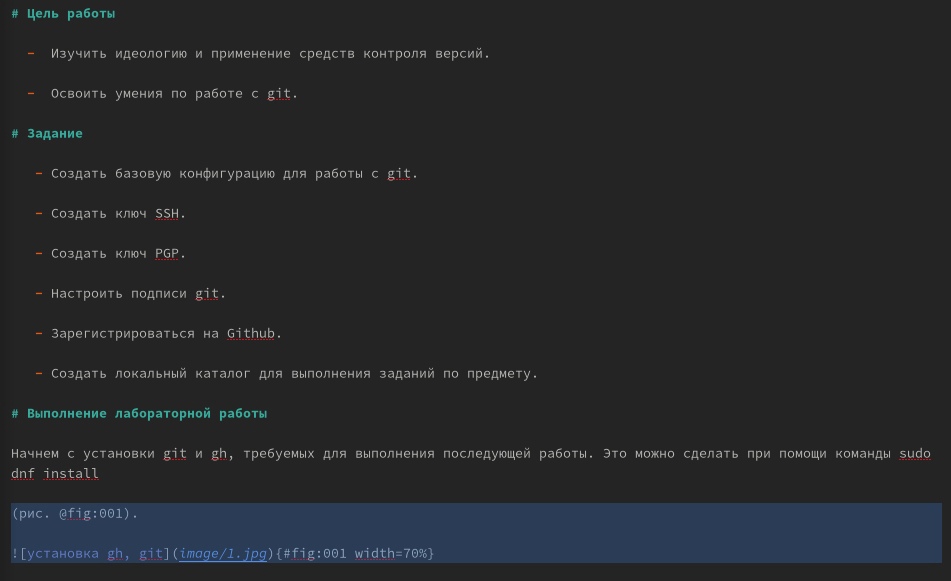 # Цель работы
- Изучить идеологию и применение средств контроля версий.
- Освоить умения по работе с git.
# Задание
- Создать базовую конфигурацию для работы с git.
- Создать ключ SSH.
- Создать ключ PGP.
- Настроить подписи git.
- Зарегистрироваться на Github.
- Создать локальный каталог для выполнения заданий по предмету.
# Выполнение лабораторной работы
Начнем с установки git и gh, требуемых для выполнения последующей работы. Это можно сделать при помощи команды sudo
dnf install
(рис. @fig:001).
![установка gh, git](image/1.jpg){#fig:001 width=70%}